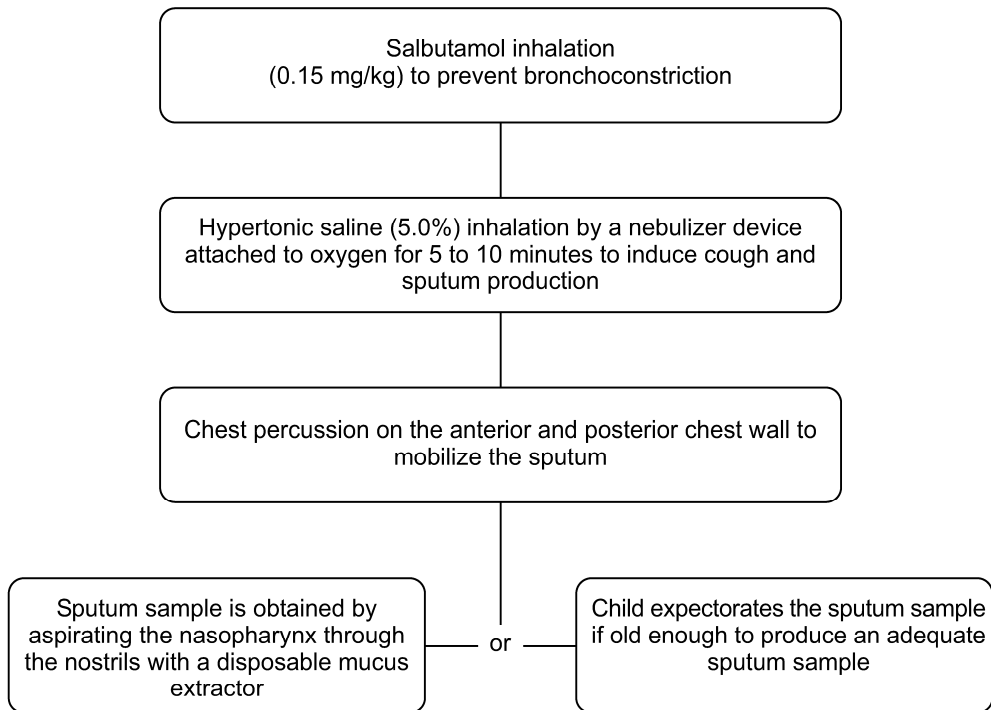 Salbutamol inhalation
(0.15 mg/kg) to prevent bronchoconstriction
Hypertonic saline (5.0%) inhalation by a nebulizer device
attached to oxygen for 5 to 10 minutes to induce cough and
sputum production
Chest percussion on the anterior and posterior chest wall to
mobilize the sputum
Sputum sample is obtained by
aspirating the nasopharynx through
the nostrils with a disposable mucus
extractor
or
Child expectorates the sputum sample
if old enough to produce an adequate
sputum sample